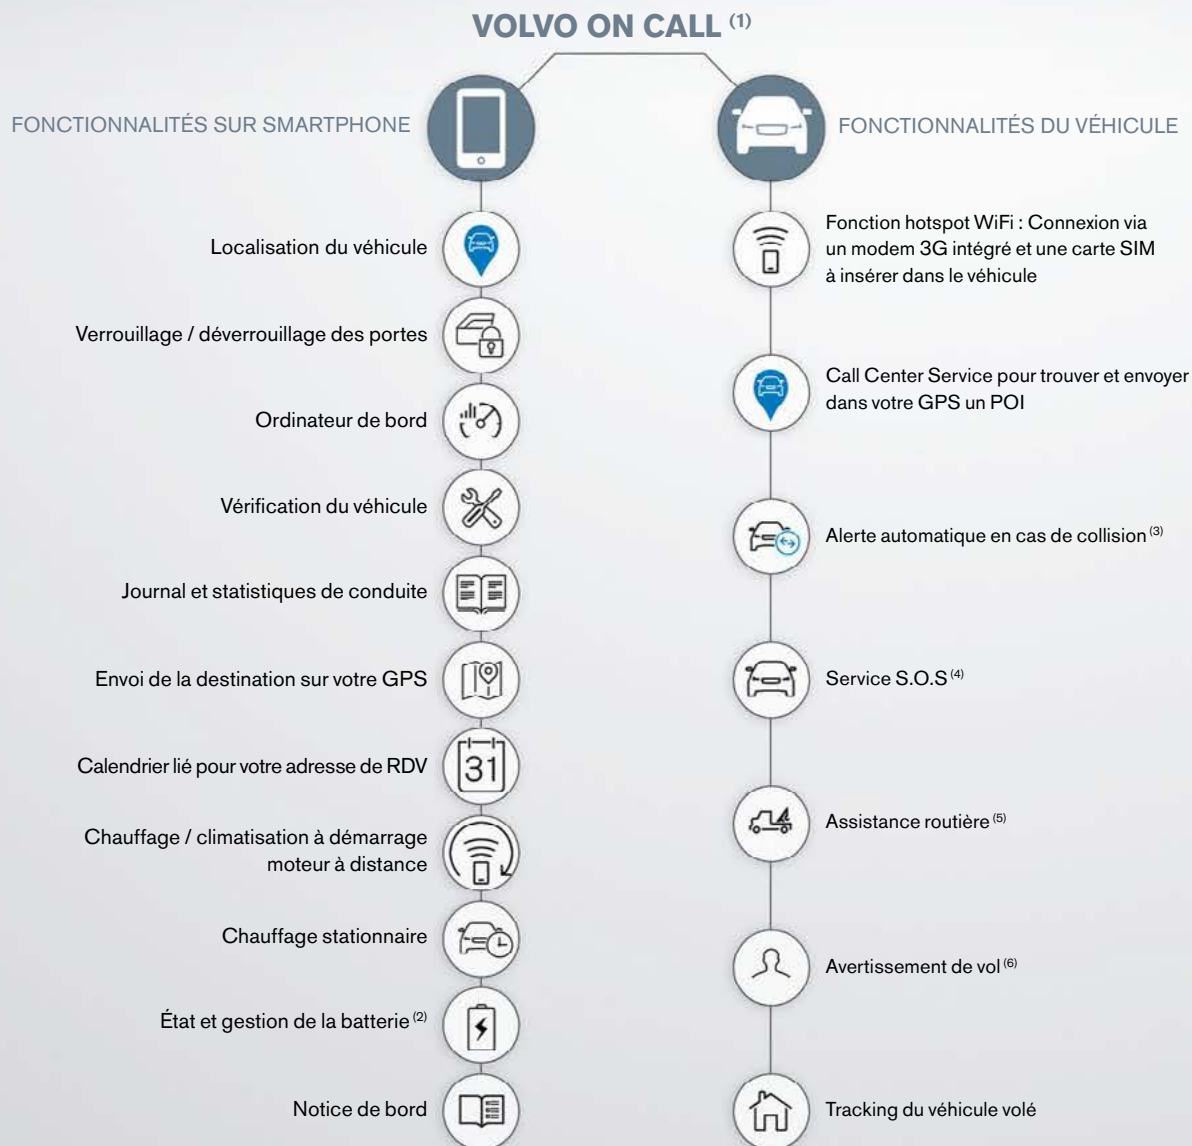 VOLVO ON CALL (1)
FONCTIONNALITÉS SUR SMARTPHONE
Localisation du véhicule
Verrouillage / déverrouillage des portes
Ordinateur de bord
Vérification du véhicule
Journal et statistiques de conduite
Envoi de la destination sur votre GPS
Calendrier lié pour votre adresse de RDV
31
Chauffage / climatisation à démarrage
moteur à distance
Chauffage stationnaire
État et gestion de la batterie (2)
Notice de bord
FONCTIONNALITÉS DU VÉHICULE
Fonction hotspot WiFi : Connexion via
un modem 3G intégré et une carte SIM
à insérer dans le véhicule
Call Center Service pour trouver et envoyer
dans votre GPS un POI
Alerte automatique en cas de collision (3)
Service S.O.S (4)
Assistance routière (5)
Avertissement de vol (6)
Tracking du véhicule volé